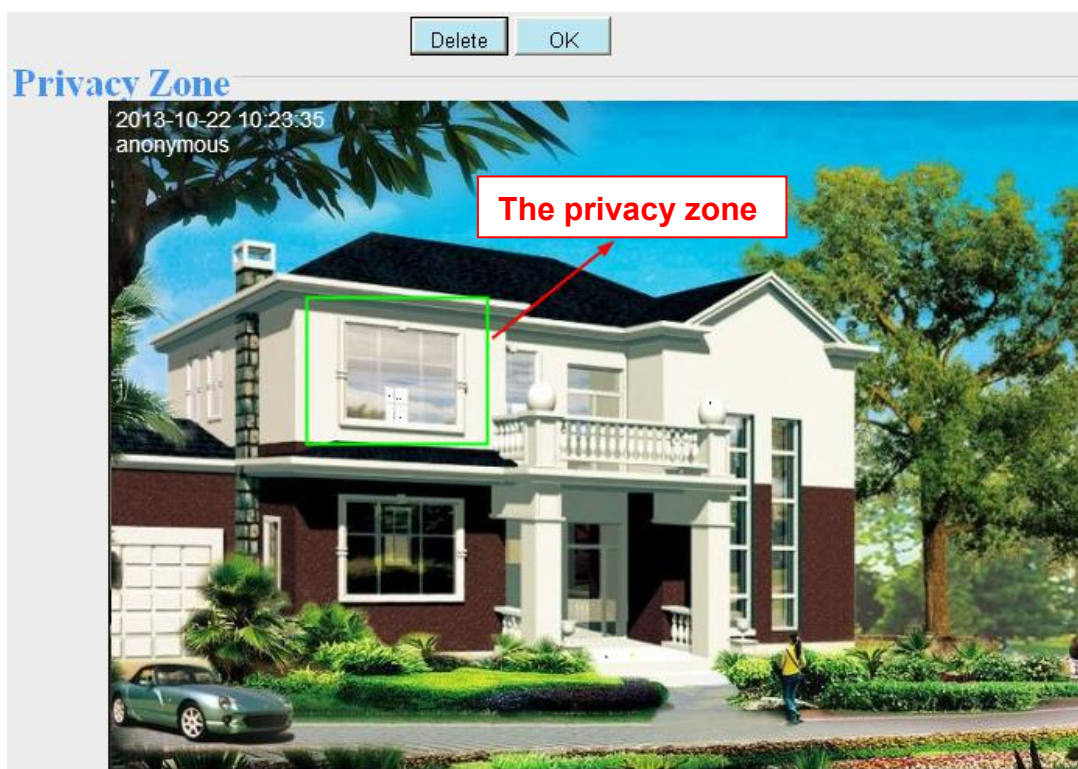 Delete OK
Privacy Zone
2013-10-22 10:23:35
anonymous
The privacy zone